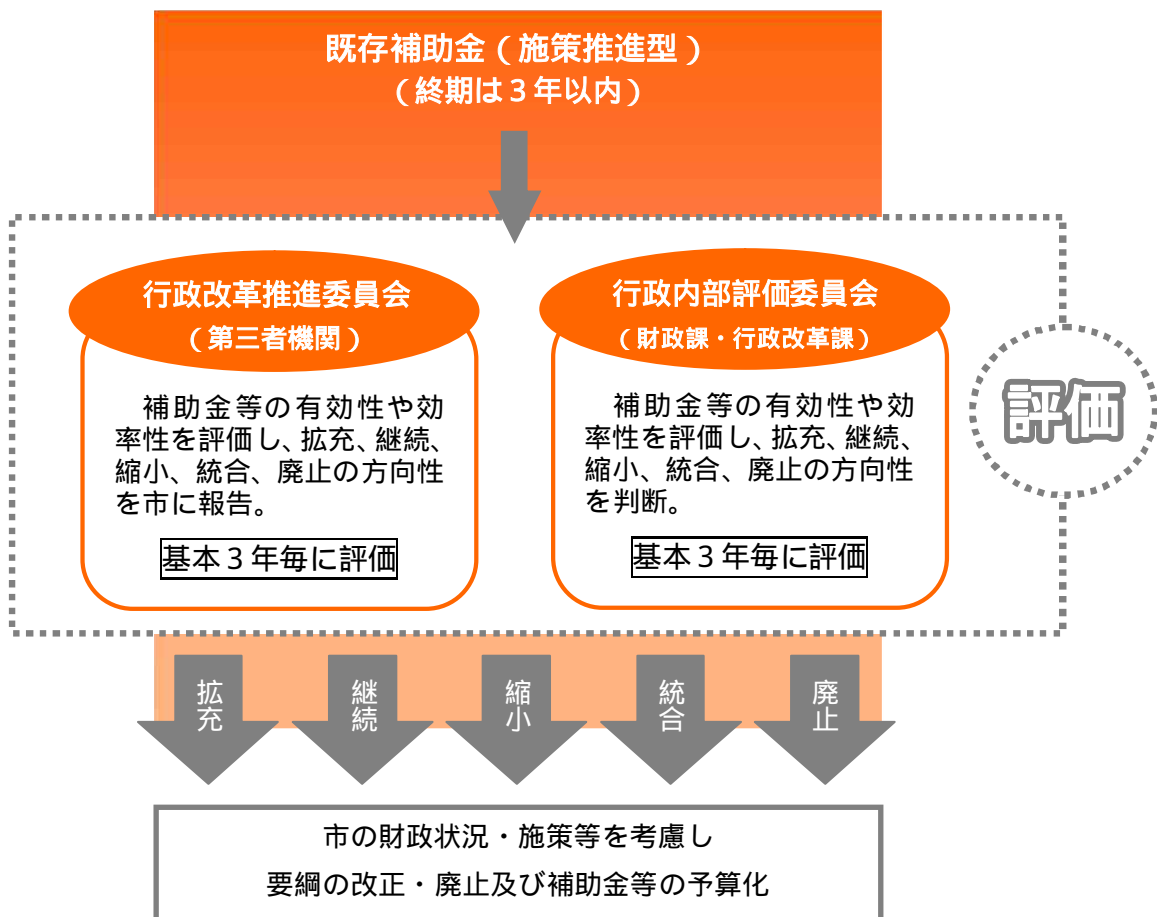 既存補助金（施策推進型）
（終期は３年以内）
行政改革推進委員会
（第三者機関）
補助金等の有効性や効
率性を評価し、拡充、継続、
縮小、統合、廃止の方向性
を市に報告。
基本３年毎に評価
行政内部評価委員会
（財政課・行政改革課）
補助金等の有効性や効
率性を評価し、拡充、継続、
縮小、統合、廃止の方向性
を判断。
基本３年毎に評価
評価
拡充
継続
縮小
統合
廃止
市の財政状況・施策等を考慮し
要綱の改正・廃止及び補助金等の予算化